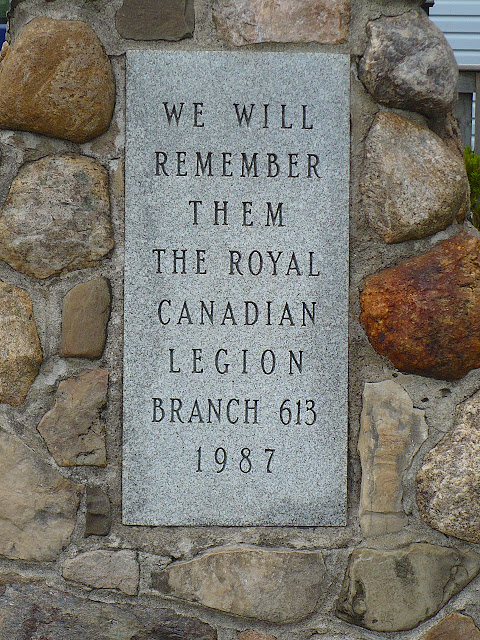 WE WILL
REMEMBER
THEM
THE ROYAL
CANADIAN
LEGION
BRANCH 613
1987